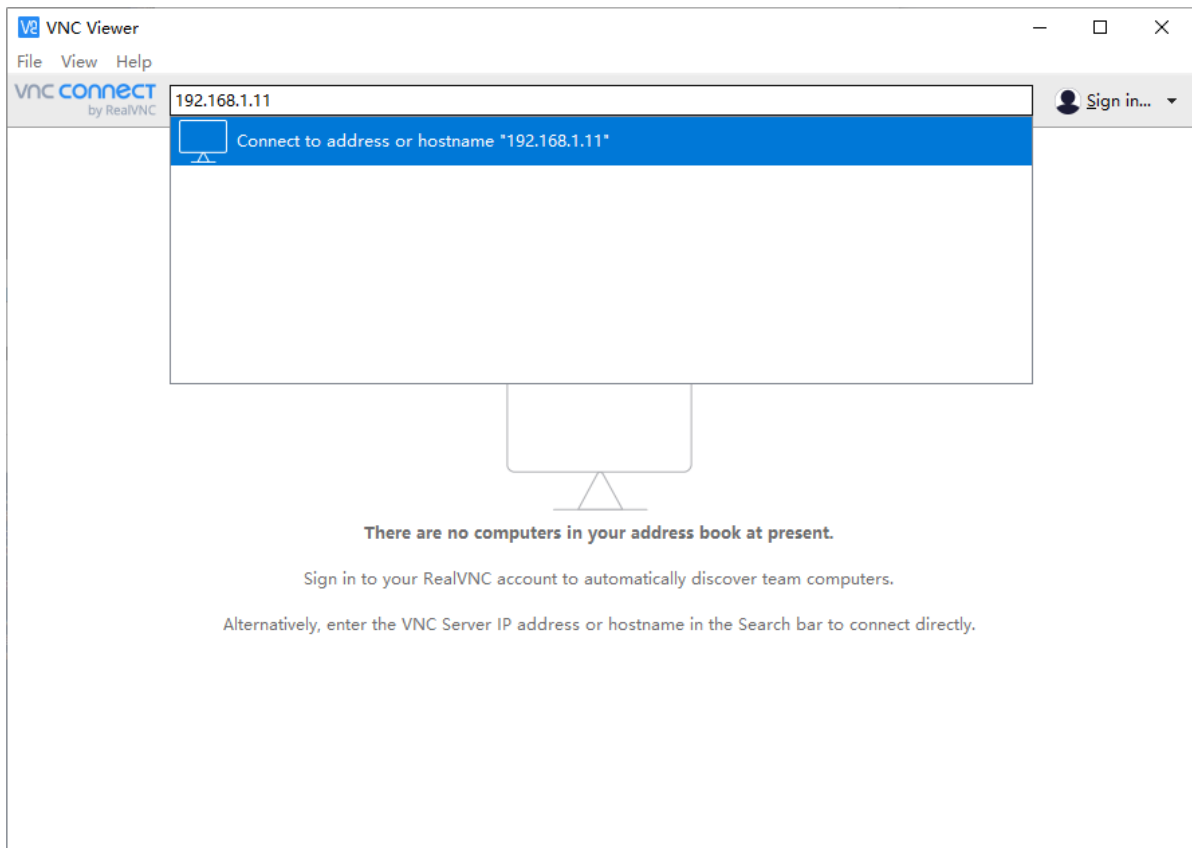 VNC Viewer
File View Help
vnc connect
by RealVNC
192.168.1.11
Sign in...
Connect to address or hostname "192.168.1.11"
There are no computers in your address book at present.
Sign in to your RealVNC account to automatically discover team computers.
Alternatively, enter the VNC Server IP address or hostname in the Search bar to connect directly.